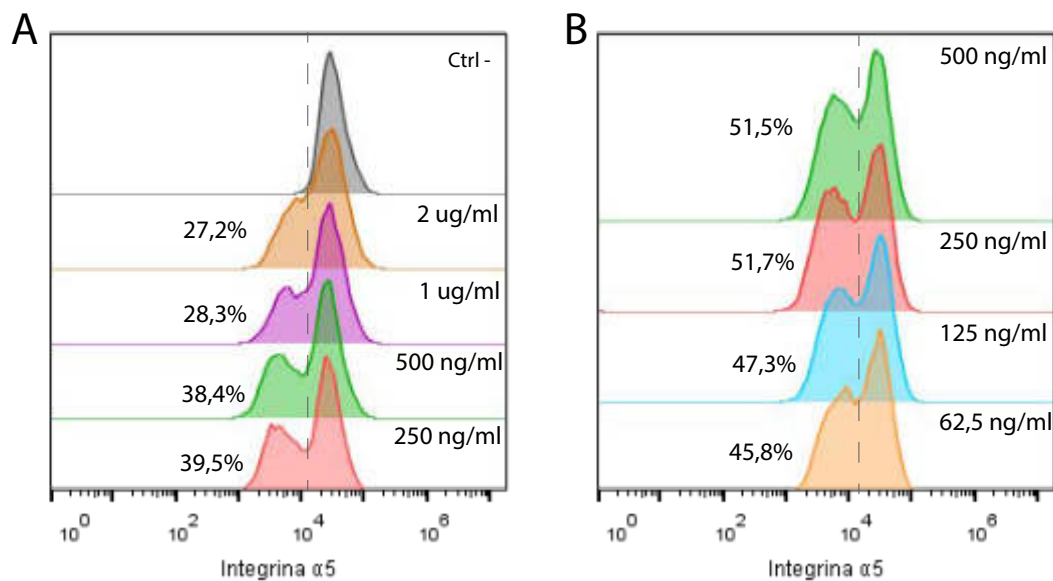 A
Ctrl -
2 ug/ml
27,2%
1 ug/ml
28,3%
500 ng/ml
38,4%
250 ng/ml
39,5%
10^0 10^2 10^4 10^6
Integrina α5
B
500 ng/ml
51,5%
250 ng/ml
51,7%
125 ng/ml
47,3%
62,5 ng/ml
45,8%
10^0 10^2 10^4 10^6
Integrina α5